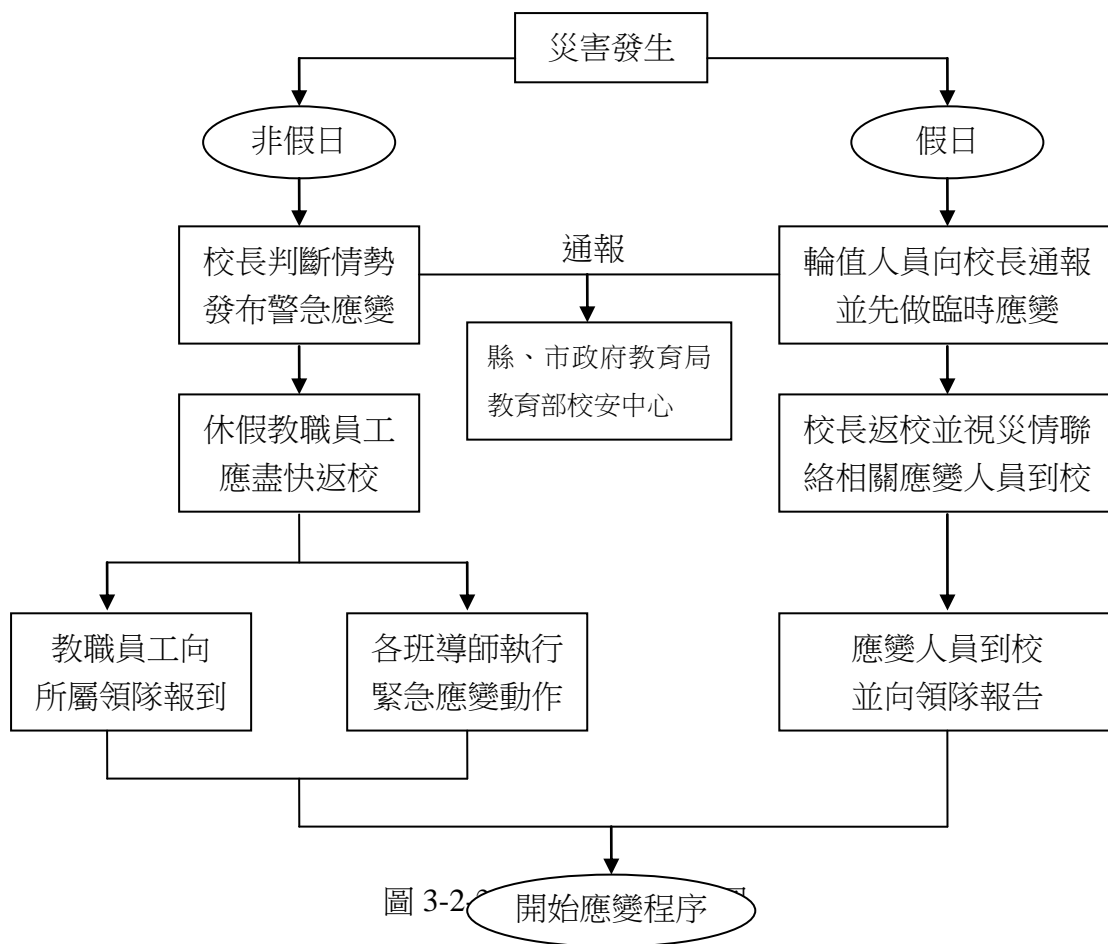 災害發生
非假日
假日
校長判斷情勢
發布警急應變
通報
輪值人員向校長通報
並先做臨時應變
縣、市政府教育局
教育部校安中心
休假教職員工
應盡快返校
校長返校並視災情聯
絡相關應變人員到校
教職員工向
所屬領隊報到
各班導師執行
緊急應變動作
應變人員到校
並向領隊報告
圖 3-2-
開始應變程序